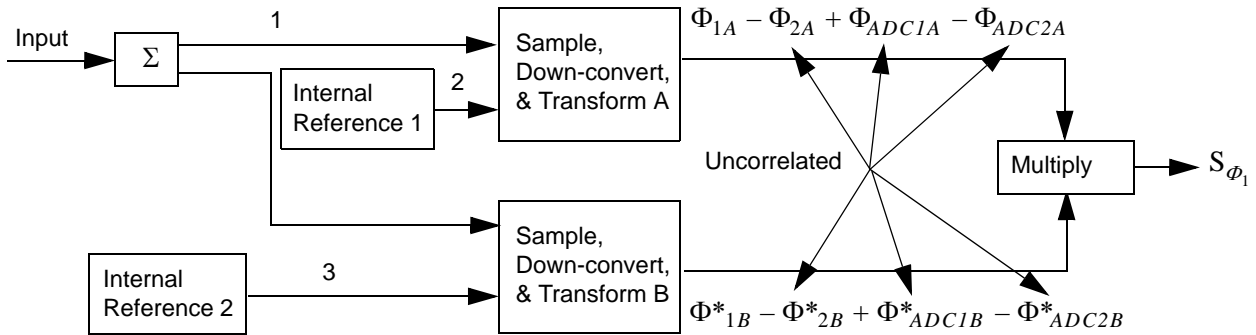 1
Φ1A − Φ2A + ΦADC1A − ΦADC2A
Input
Σ
Sample,
Down-convert,
& Transform A
2
Internal
Reference 1
Uncorrelated
Multiply
SΦ1
Sample,
Down-convert,
& Transform B
3
Internal
Reference 2
Φ*1B − Φ*2B + Φ*ADC1B − Φ*ADC2B